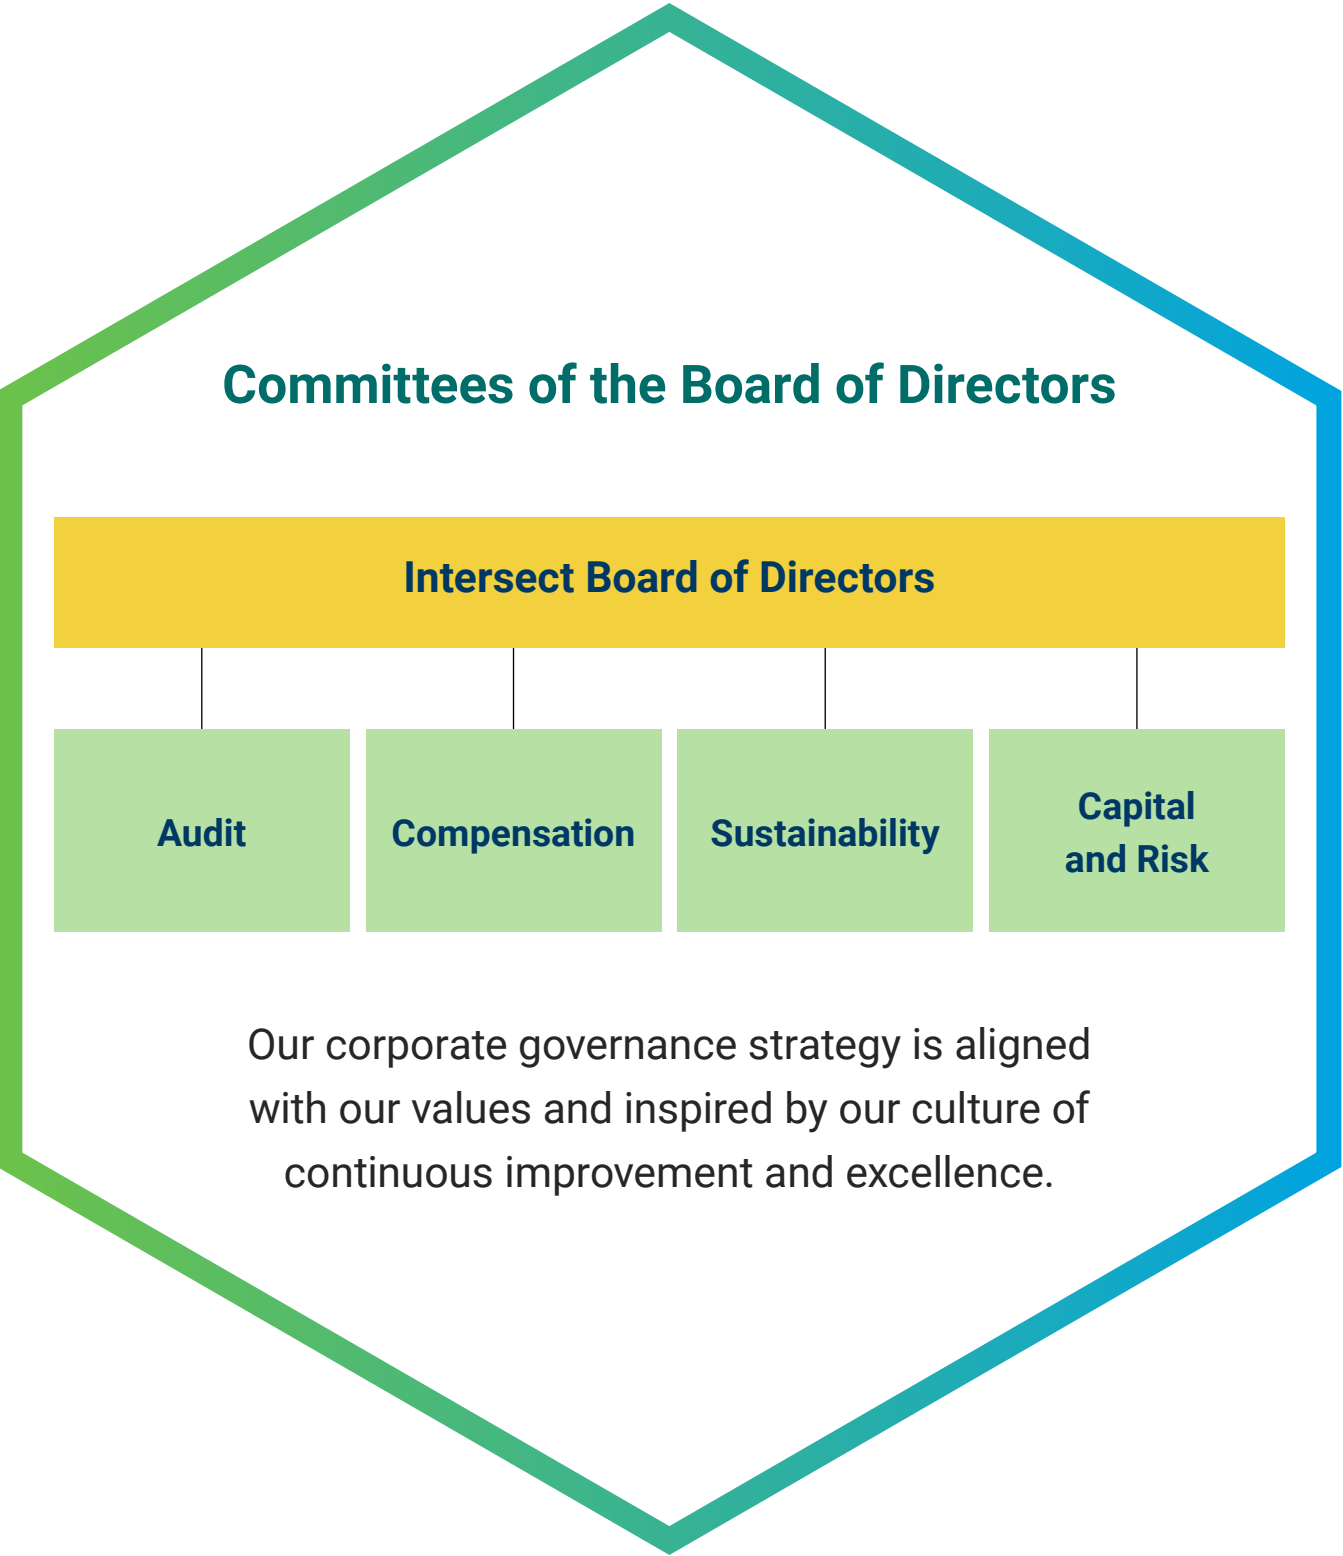 Committees of the Board of Directors
Intersect Board of Directors
Audit
Compensation
Sustainability
Capital
and Risk
Our corporate governance strategy is aligned
with our values and inspired by our culture of
continuous improvement and excellence.